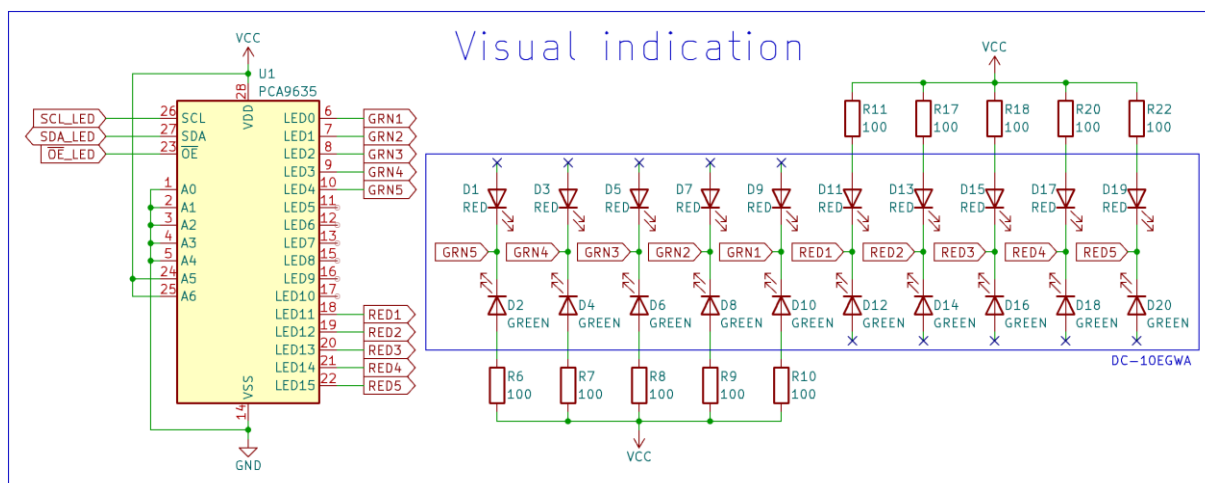 Visual indication
VCC
U1
PCA9635
28
VDD
SCL_LED 26 SCL
SDA_LED 27 SDA
OE_LED 23 OE
1 A0
2 A1
3 A2
4 A3
5 A4
24 A5
25 A6
LED0 6 GRN1
LED1 7 GRN2
LED2 8 GRN3
LED3 9 GRN4
LED4 10 GRN5
LED5 11
LED6 12
LED7 13
LED8 15
LED9 16
LED10 17
LED11 18 RED1
LED12 19 RED2
LED13 20 RED3
LED14 21 RED4
LED15 22 RED5
VSS
14
GND
VCC
R11 R17 R18 R20 R22
100 100 100 100 100
D1 D3 D5 D7 D9 D11 D13 D15 D17 D19
RED RED RED RED RED RED RED RED RED RED
GRN5 GRN4 GRN3 GRN2 GRN1 RED1 RED2 RED3 RED4 RED5
D2 D4 D6 D8 D10 D12 D14 D16 D18 D20
GREEN GREEN GREEN GREEN GREEN GREEN GREEN GREEN GREEN GREEN
DC-10EGWA
R6 R7 R8 R9 R10
100 100 100 100 100
VCC